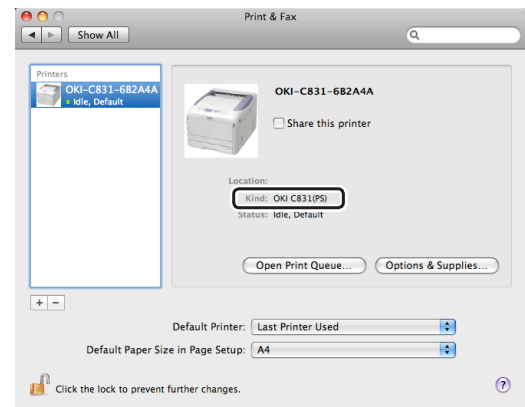 Print & Fax
Show All
Printers
OKI-C831-6B2A4A
Idle, Default
OKI-C831-6B2A4A
Share this printer
Location:
Kind: OKI C831(PS)
Status: Idle, Default
Open Print Queue...
Options & Supplies...
+ −
Default Printer: Last Printer Used
Default Paper Size in Page Setup: A4
Click the lock to prevent further changes.
?